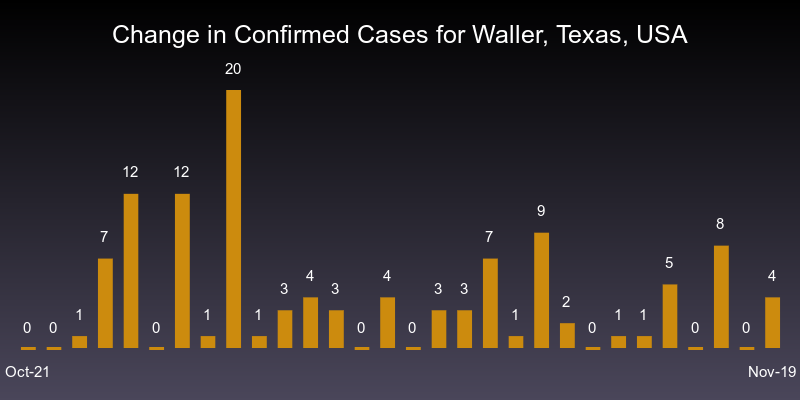 Change in Confirmed Cases for Waller, Texas, USA
20
12 12
9
8
7 7
5
4 4 4
3 3 3 3
2
1 1 1 1 1 1
0 0 0 0 0 0 0 0
Oct-21 Nov-19